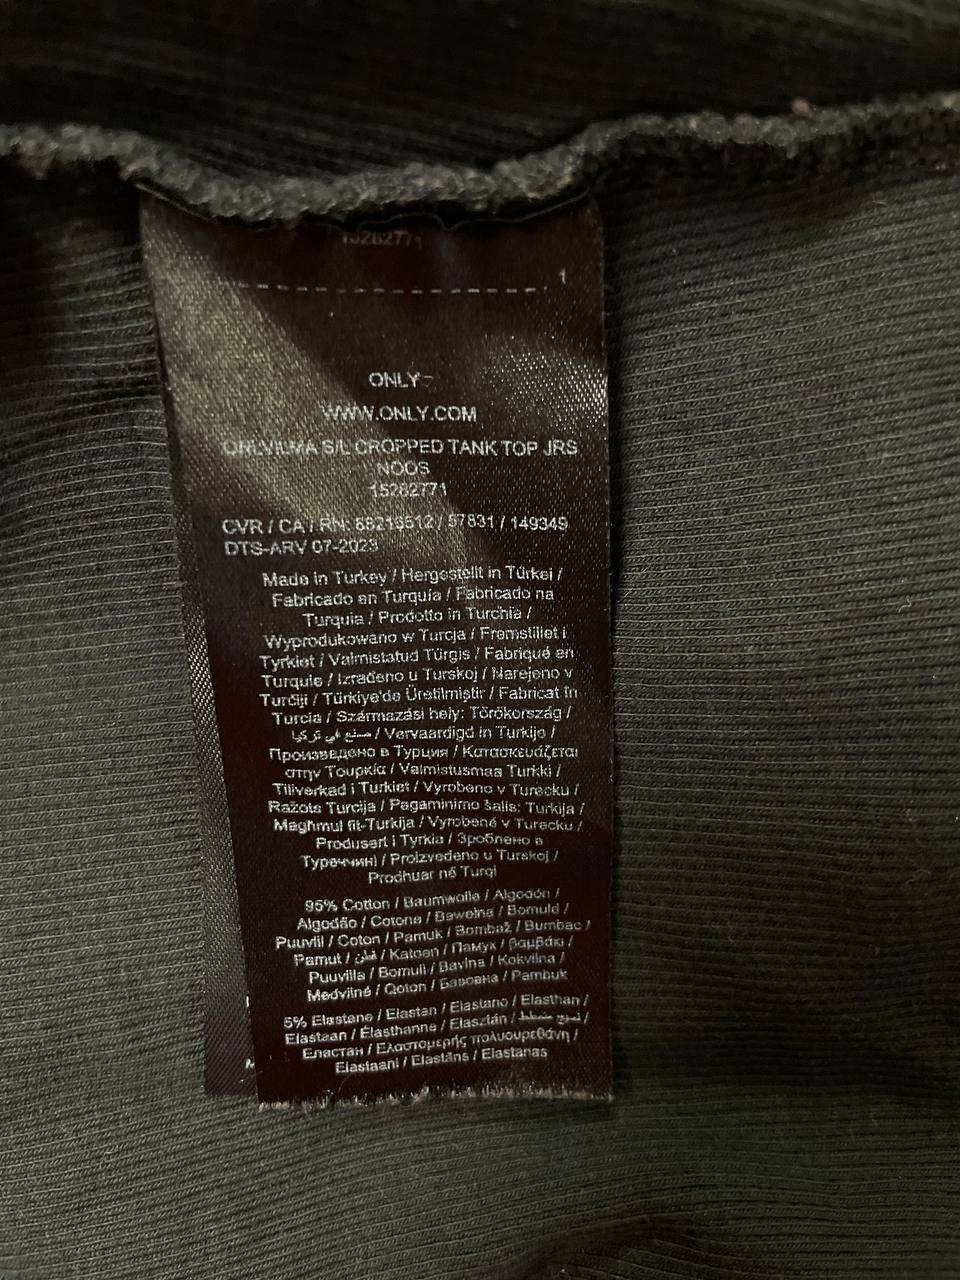 15282771
1
ONLY
WWW.ONLY.COM
ONLVILMA S/L CROPPED TANK TOP JRS
NOOS
15282771
CVR / CA / RN: 88216512 / 57831 / 149349
DTS-ARV 07-2023
Made in Turkey / Hergestellt in Türkei /
Fabricado en Turquía / Fabricado na
Turquia / Prodotto in Turchia /
Wyprodukowano w Turcja / Fremstillet i
Tyrkiet / Valmistatud Türgis / Fabriqué en
Turquie / Izrađeno u Turskoj / Narejeno v
Turčiji / Türkiye'de Üretilmiştir / Fabricat în
Turcia / Származási hely: Törökország /
صنع في تركيا / Vervaardigd in Turkije /
Произведено в Турция / Κατασκευάζεται
στην Τουρκία / Valmistusmaa Turkki /
Tillverkad i Turkiet / Vyrobeno v Turecku /
Ražots Turcija / Pagaminimo šalis: Turkija /
Maghmul fit-Turkija / Vyrobené v Turecku /
Produsert i Tyrkia / Зроблено в
Туреччині / Proizvedeno u Turskoj /
Prodhuar në Turqi
95% Cotton / Baumwolle / Algodón /
Algodão / Cotone / Bawełna / Bomuld /
Puuvill / Coton / Pamuk / Bombaž / Bumbac /
Pamut / قطن / Katoen / Памук / βαμβάκι /
Puuvilla / Bomull / Bavlna / Kokvilna /
Medvilnė / Qoton / Бавовна / Pambuk
5% Elastane / Elastan / Elastano / Elasthan /
Elastaan / Élasthanne / Elasztán / نسيج مطاط /
Еластан / Ελαστομερής πολυουρεθάνη /
Elastaani / Elastāns / Elastanas